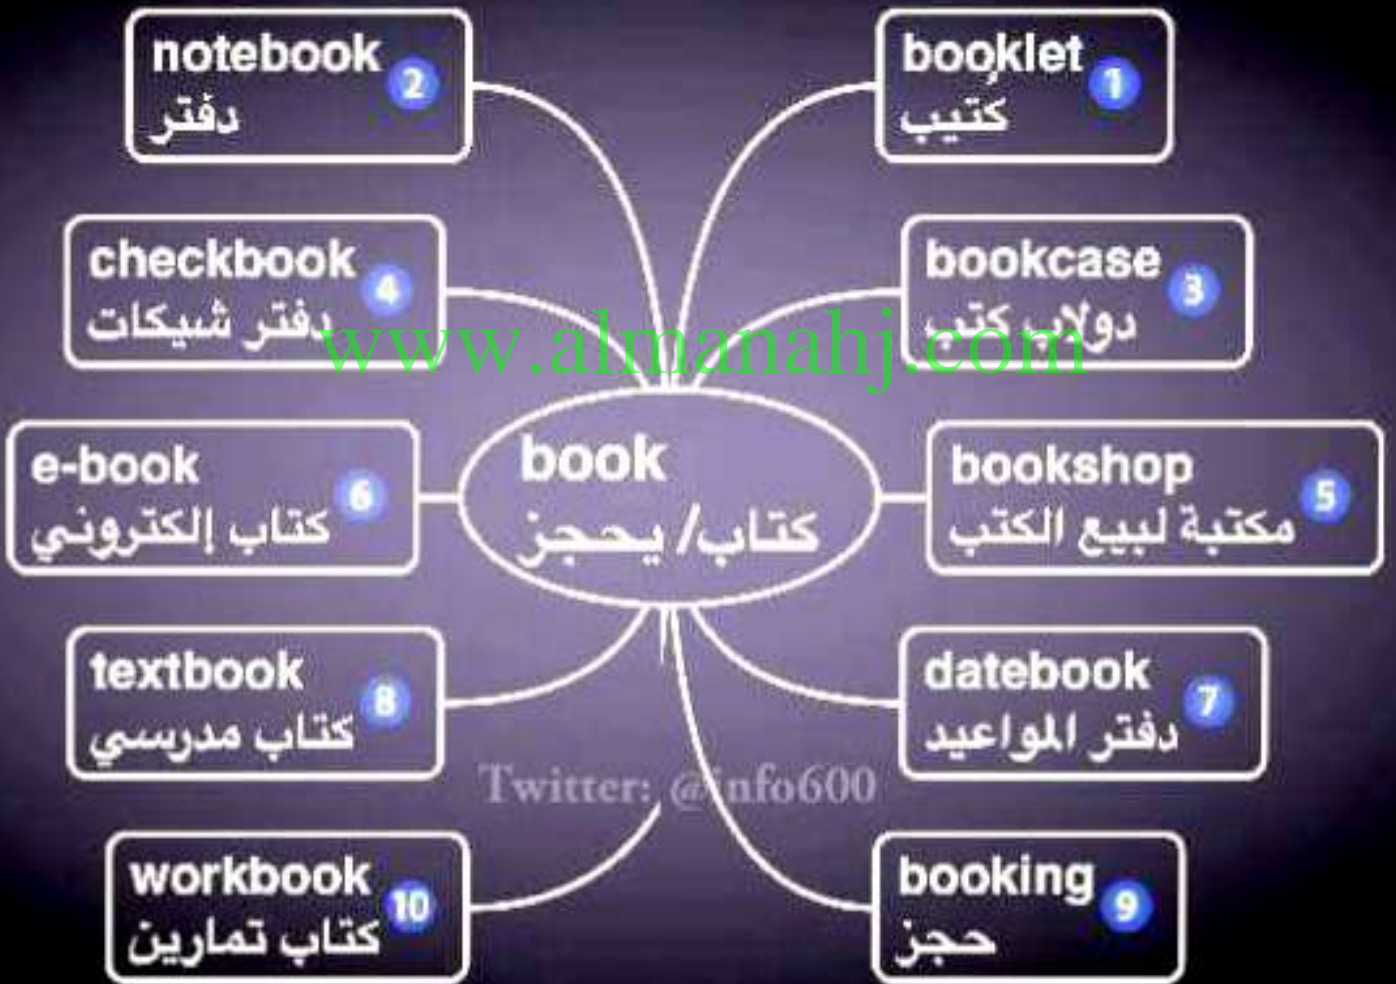 notebook
2
دفتر
booklet
1
كُتيب
checkbook
4
دفتر شيكات
bookcase
3
دولاب كتب
www.almanahj.com
e-book
6
كتاب إلكتروني
book
كتاب/ يحجز
bookshop
5
مكتبة لبيع الكتب
textbook
8
كتاب مدرسي
datebook
7
دفتر المواعيد
Twitter: @info600
workbook
10
كتاب تمارين
booking
9
حجز